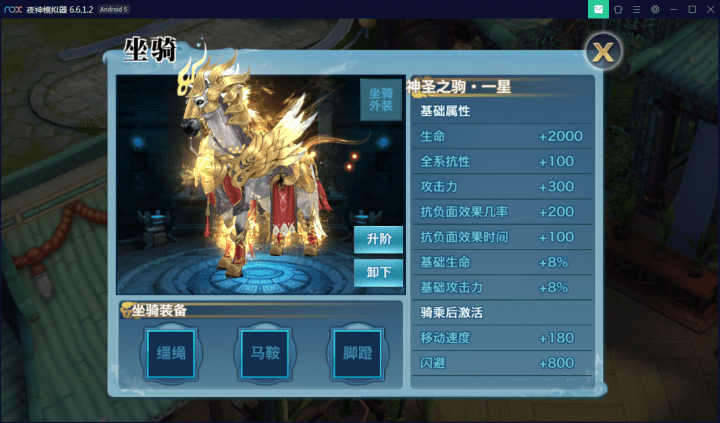 nox 夜神模拟器 6.6.1.2 Android 5
坐骑
X
坐骑
外装
升阶
卸下
坐骑装备
缰绳 马鞍 脚蹬
神圣之驹·一星
基础属性
生命 +2000
全系抗性 +100
攻击力 +300
抗负面效果几率 +200
抗负面效果时间 +100
基础生命 +8%
基础攻击力 +8%
骑乘后激活
移动速度 +180
闪避 +800